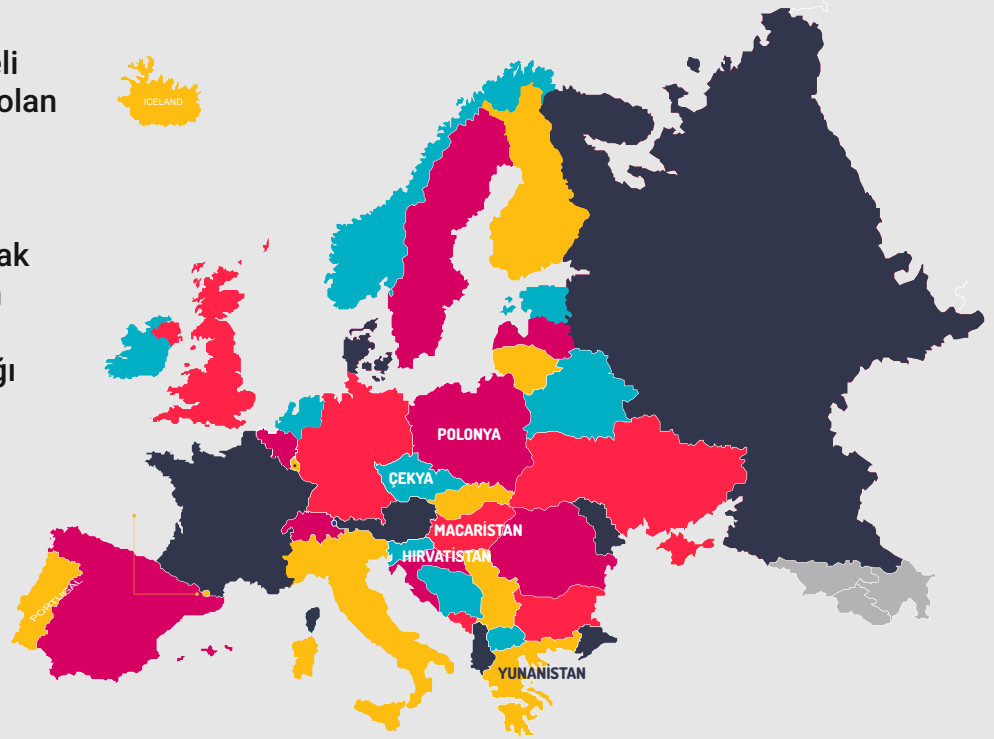 eli
olan
ak
ğı
ICELAND
POLONYA
ÇEKYA
MACARİSTAN
HIRVATİSTAN
PORTUGAL
YUNANİSTAN